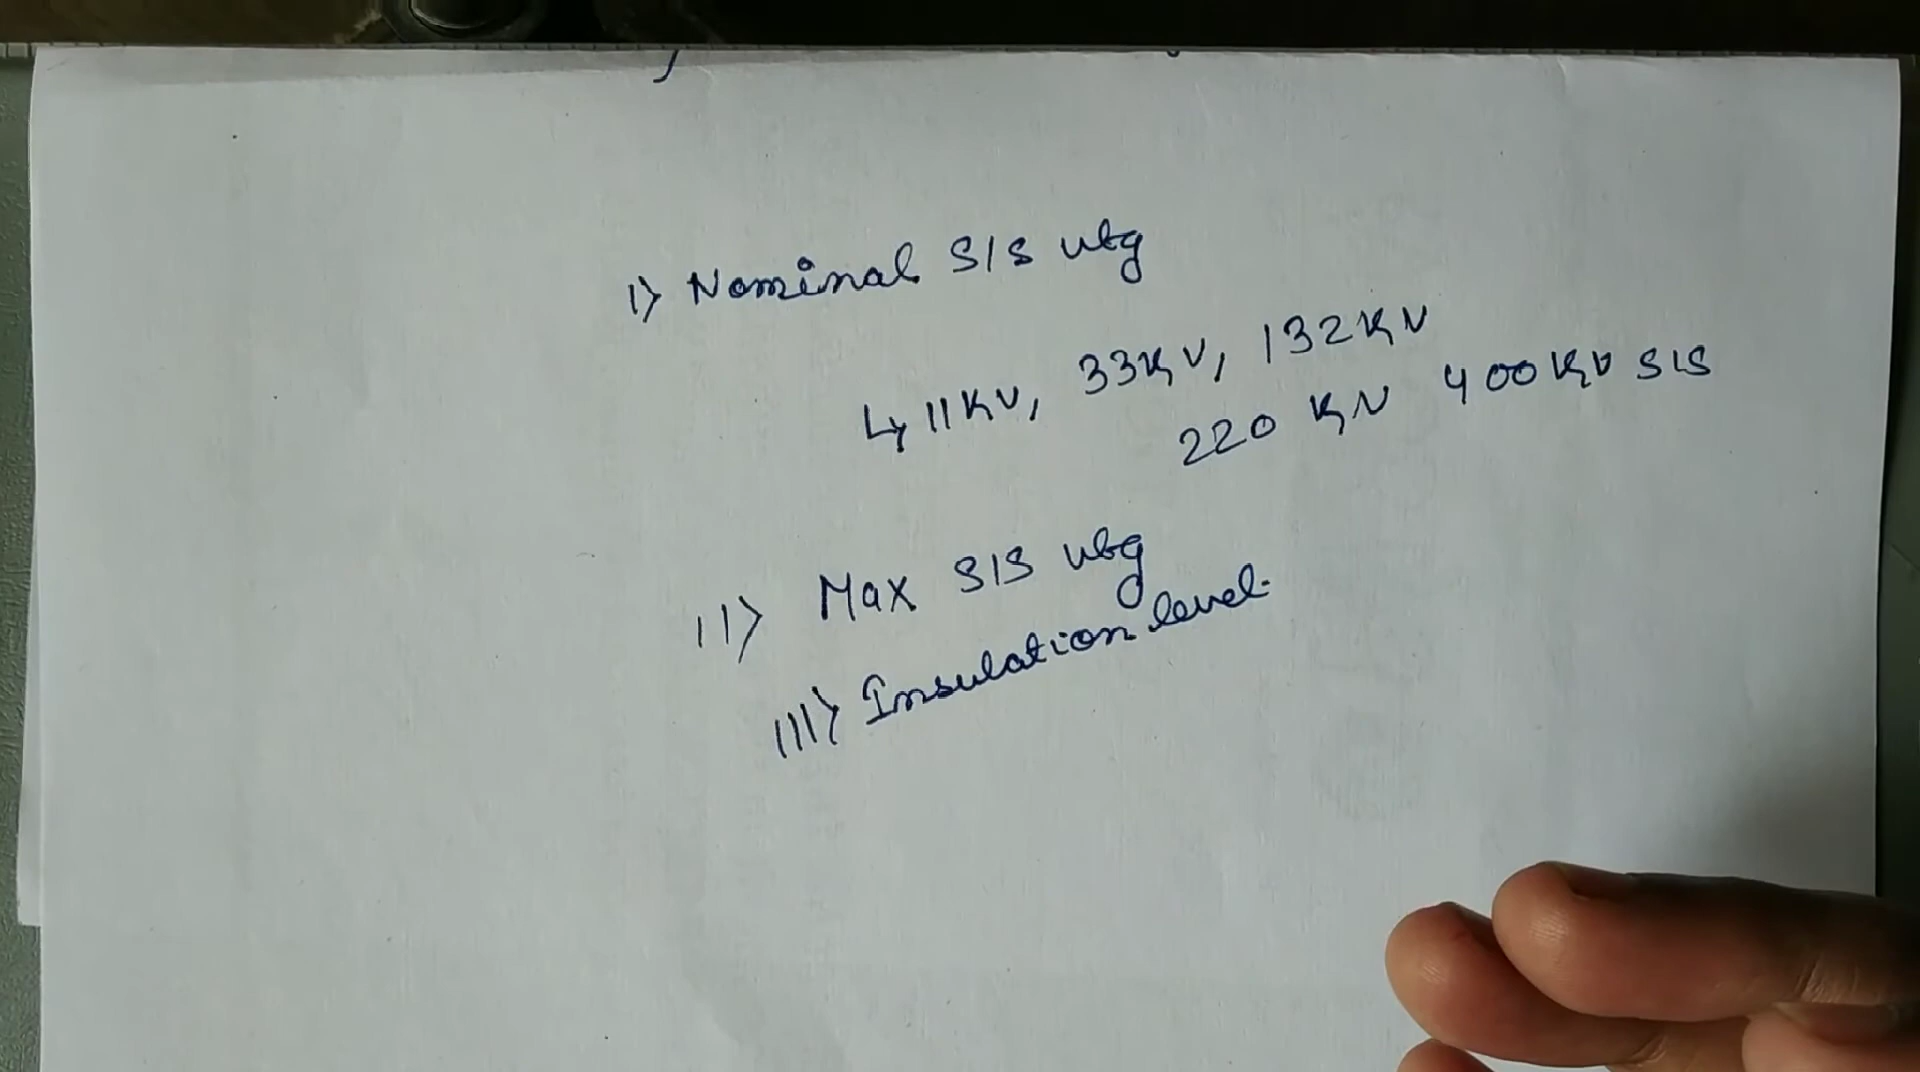 1) Nominal S/S vtg
↳ 11KV, 33KV, 132KV
220 KV 400KV S/S
11) Max S/S vtg
111) Insulation level.